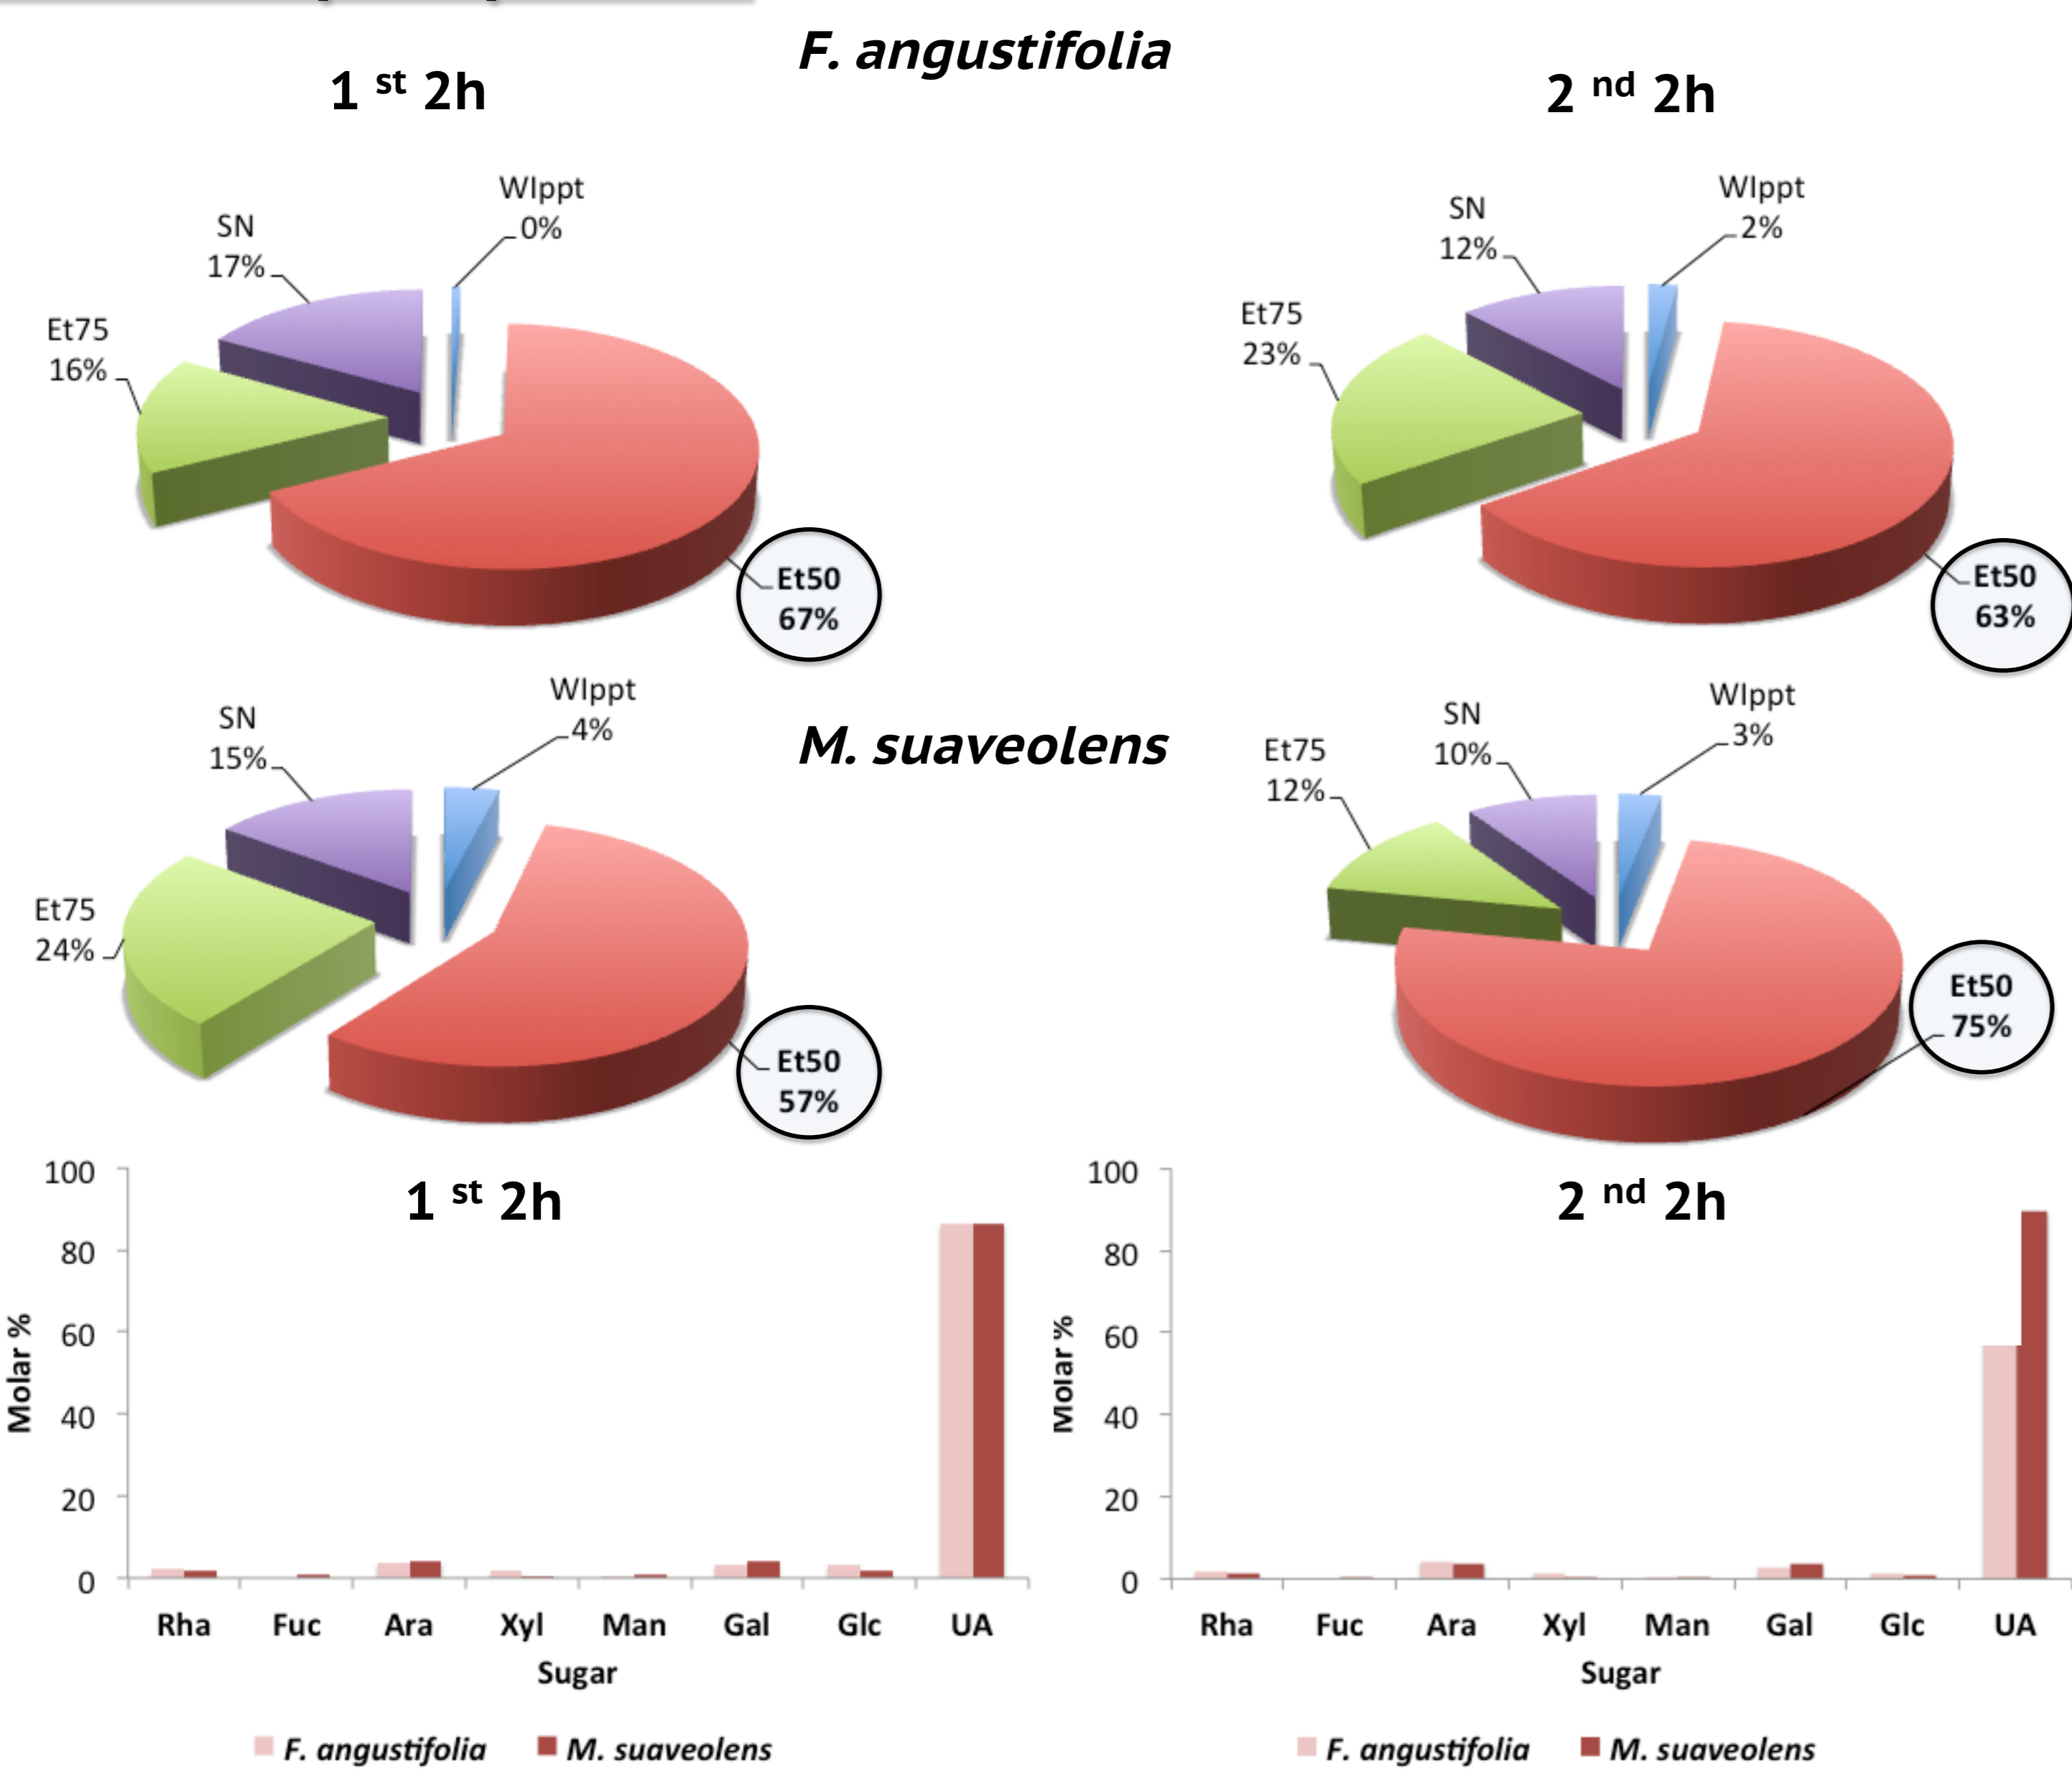 F. angustifolia
1 st 2h
2 nd 2h
WIppt
0%
SN
17%
Et75
16%
Et50
67%
WIppt
2%
SN
12%
Et75
23%
Et50
63%
M. suaveolens
WIppt
4%
SN
15%
Et75
24%
Et50
57%
WIppt
3%
SN
10%
Et75
12%
Et50
75%
1 st 2h
Molar %
100
80
60
40
20
0
Rha Fuc Ara Xyl Man Gal Glc UA
Sugar
F. angustifolia M. suaveolens
2 nd 2h
Molar %
100
80
60
40
20
0
Rha Fuc Ara Xyl Man Gal Glc UA
Sugar
F. angustifolia M. suaveolens